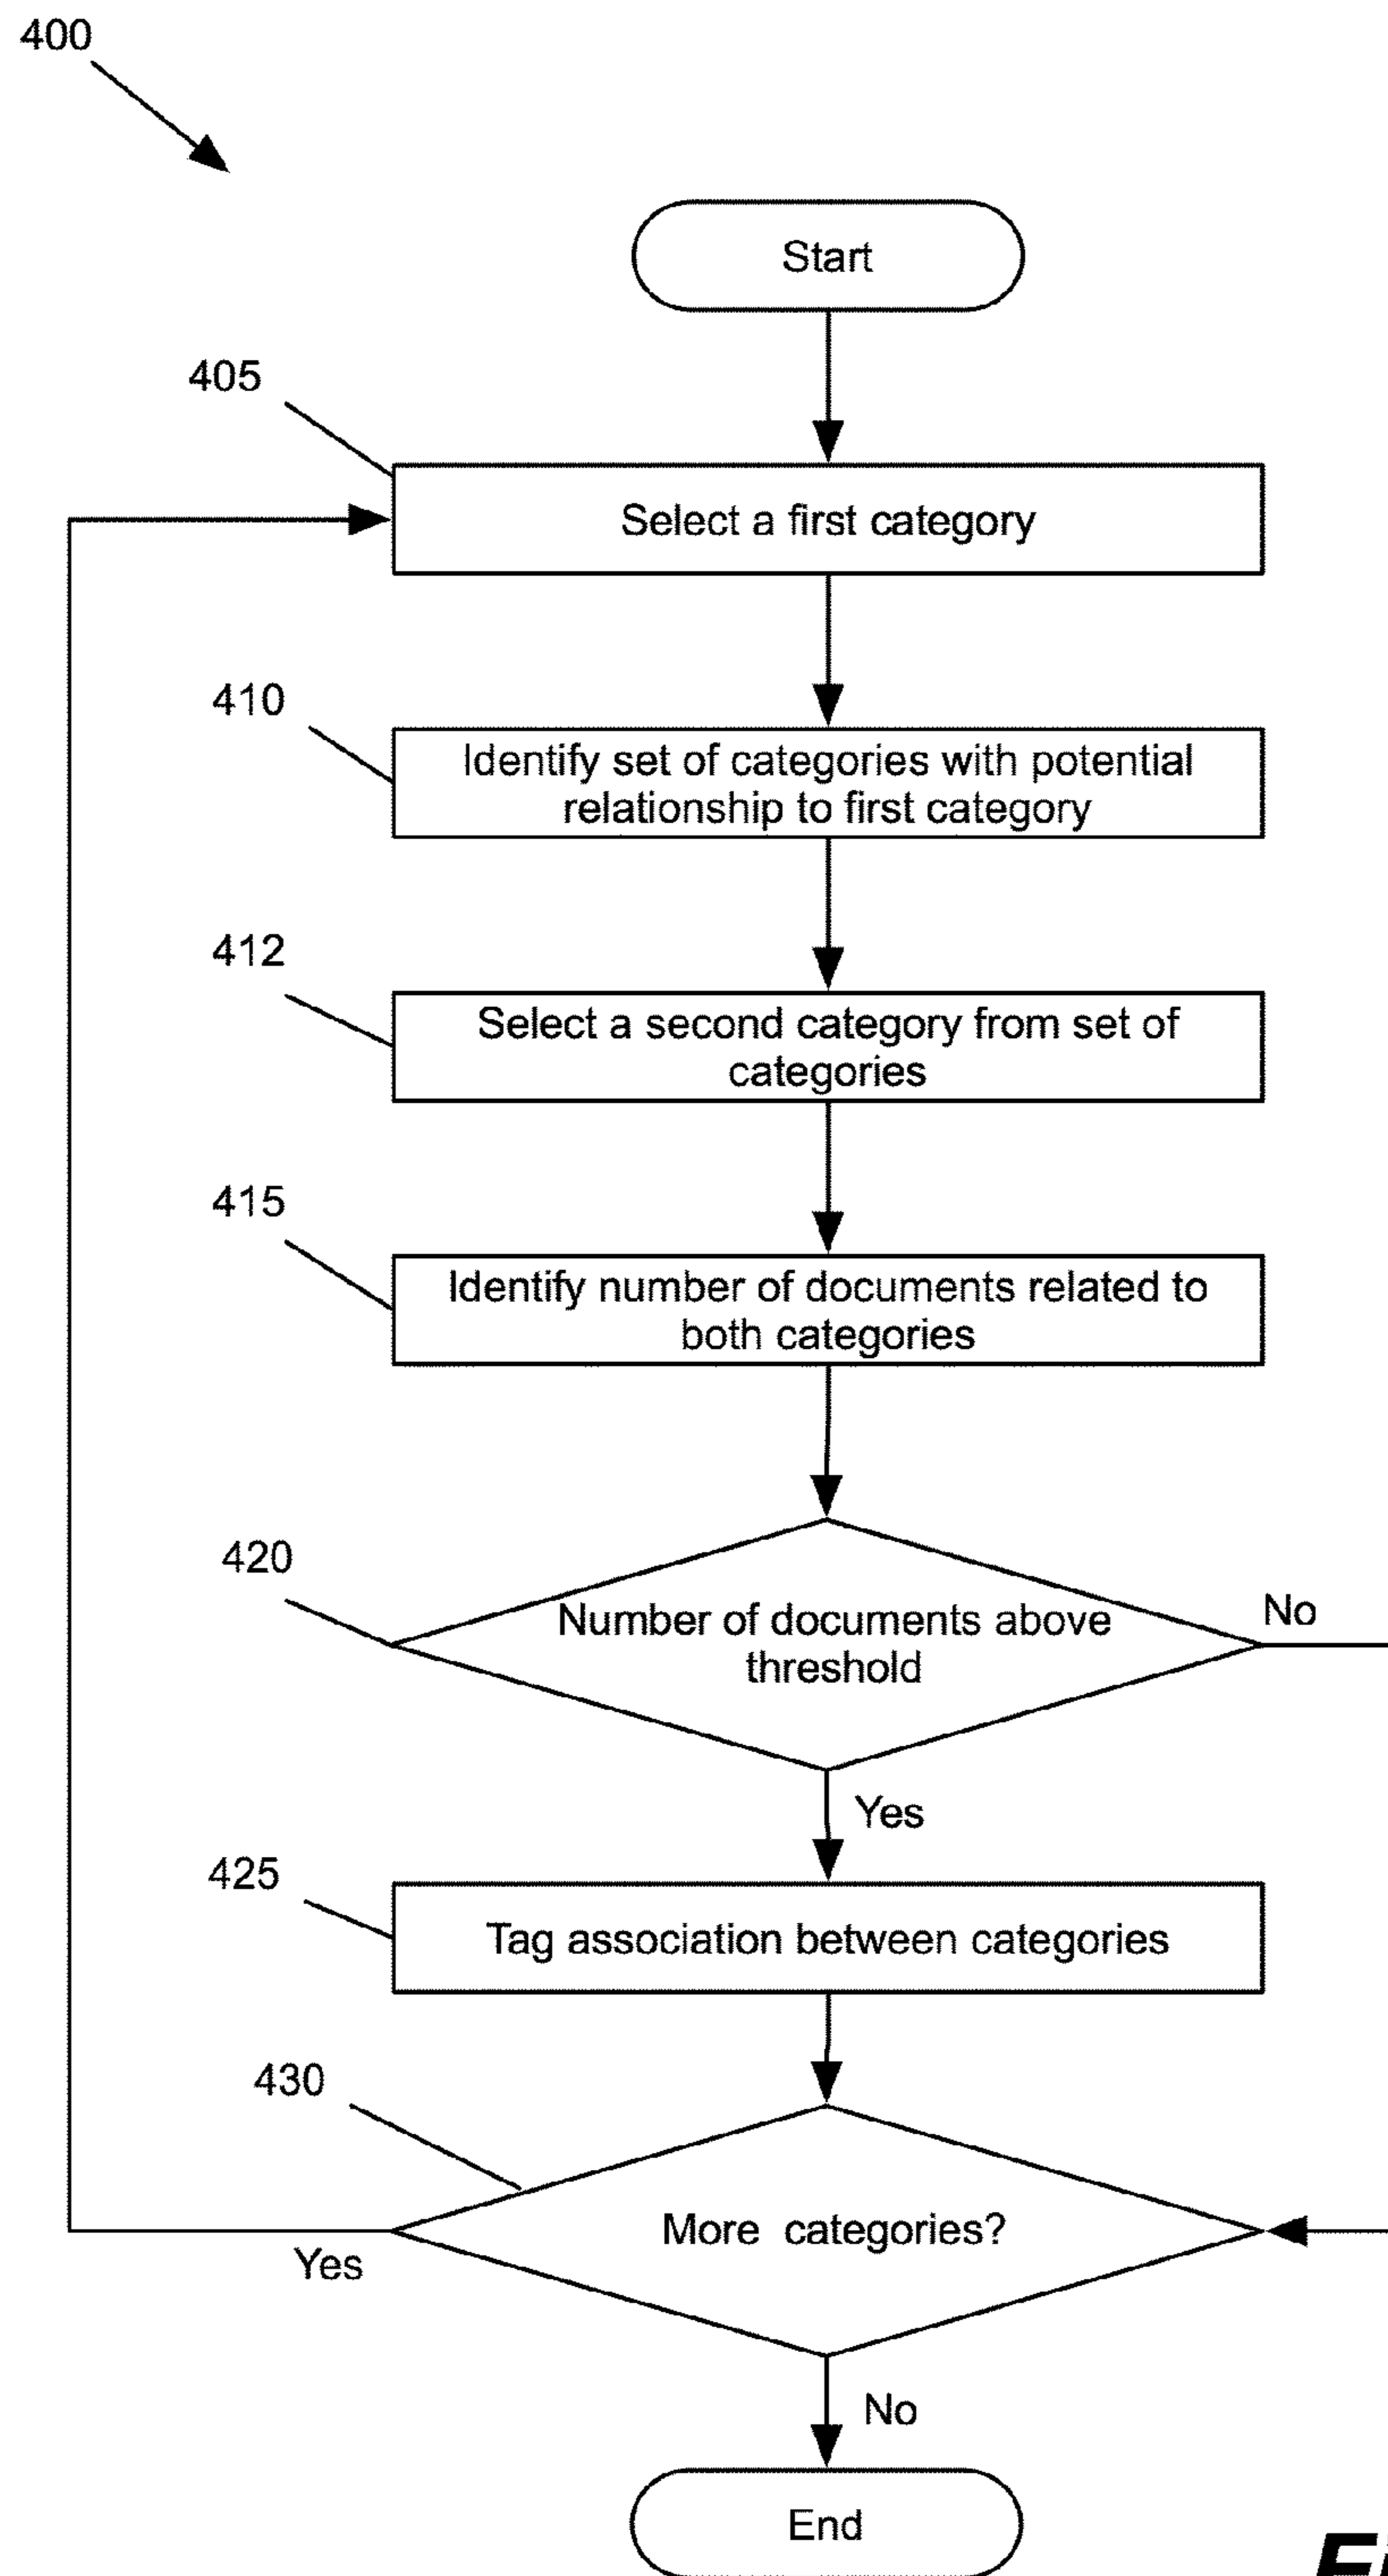 400
Start
405
Select a first category
410
Identify set of categories with potential
relationship to first category
412
Select a second category from set of
categories
415
Identify number of documents related to
both categories
420
Number of documents above
threshold
No
Yes
425
Tag association between categories
430
More categories?
Yes
No
End